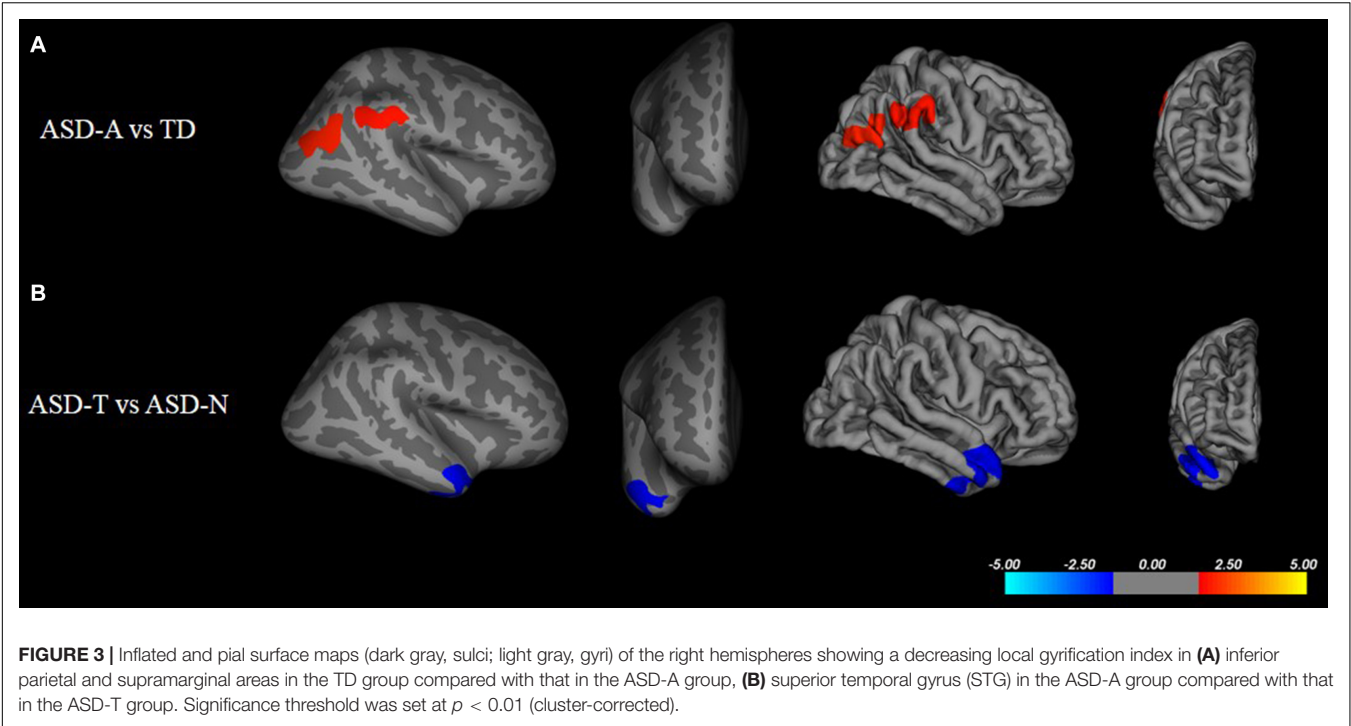 A
ASD-A vs TD
B
ASD-T vs ASD-N
-5.00 -2.50 0.00 2.50 5.00
FIGURE 3 | Inflated and pial surface maps (dark gray, sulci; light gray, gyri) of the right hemispheres showing a decreasing local gyrification index in (A) inferior
parietal and supramarginal areas in the TD group compared with that in the ASD-A group, (B) superior temporal gyrus (STG) in the ASD-A group compared with that
in the ASD-T group. Significance threshold was set at p < 0.01 (cluster-corrected).